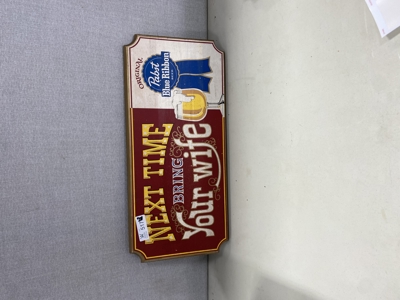 ORIGINAL
Pabst
Blue Ribbon
NEXT TIME
BRING
Your wife